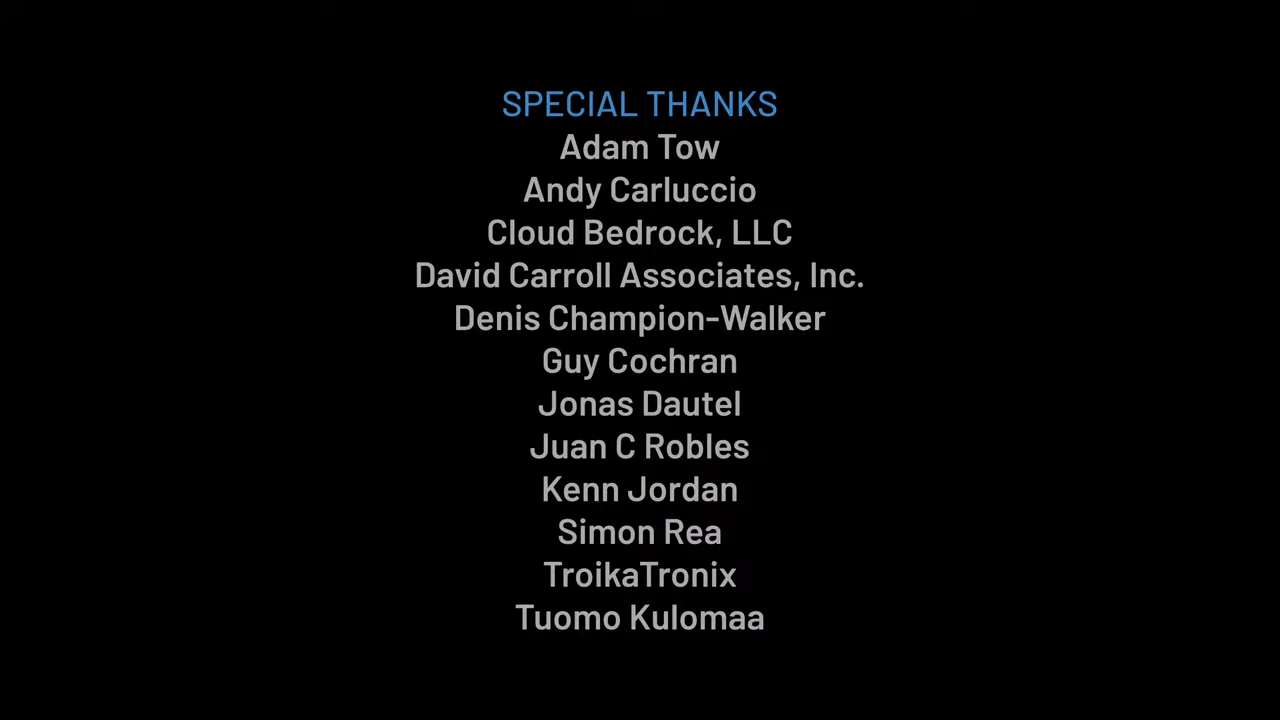 SPECIAL THANKS
Adam Tow
Andy Carluccio
Cloud Bedrock, LLC
David Carroll Associates, Inc.
Denis Champion-Walker
Guy Cochran
Jonas Dautel
Juan C Robles
Kenn Jordan
Simon Rea
TroikaTronix
Tuomo Kulomaa